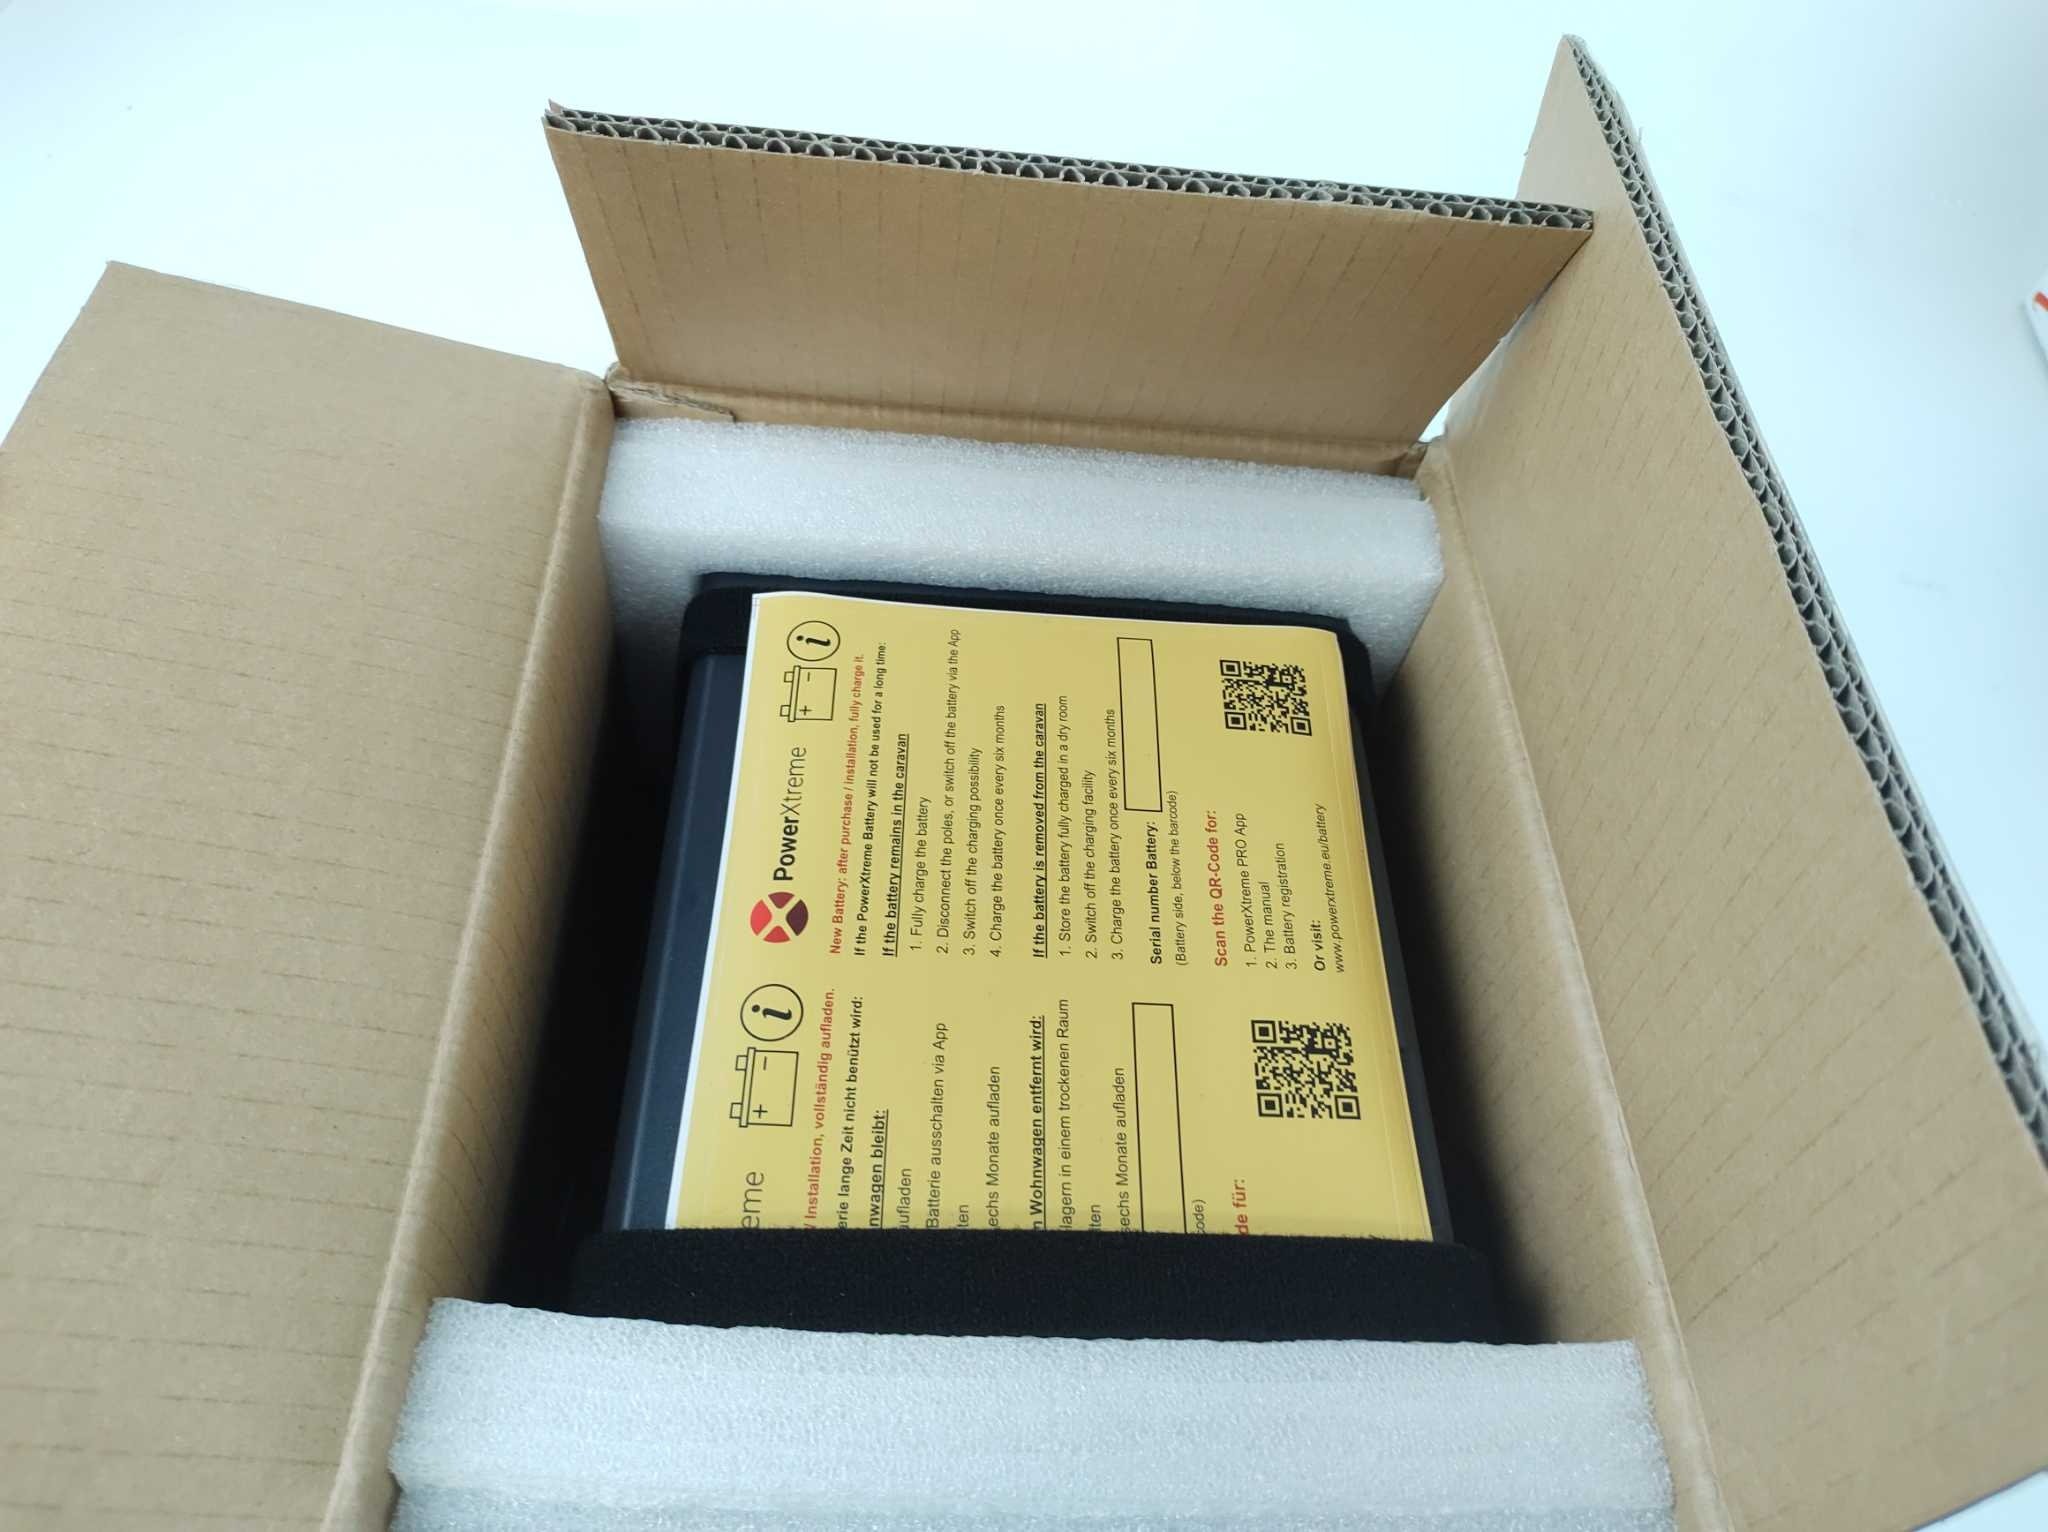 PowerXtreme
New Battery: after purchase / installation, fully charge it.
If the PowerXtreme Battery will not be used for a long time:
If the battery remains in the caravan
1. Fully charge the battery
2. Disconnect the poles, or switch off the battery via the App
3. Switch off the charging possibility
4. Charge the battery once every six months
If the battery is removed from the caravan
1. Store the battery fully charged in a dry room
2. Switch off the charging facility
3. Charge the battery once every six months
Serial number Battery:
(Battery side, below the barcode)
Scan the QR-Code for:
1. PowerXtreme PRO App
2. The manual
3. Battery registration
Or visit:
www.powerxtreme.eu/battery
eme
/ Installation, vollständig aufladen.
erie lange Zeit nicht benützt wird:
nwagen bleibt:
aufladen
Batterie ausschalten via App
ten
sechs Monate aufladen
n Wohnwagen entfernt wird:
lagern in einem trockenen Raum
lten
sechs Monate aufladen
code)
de für: